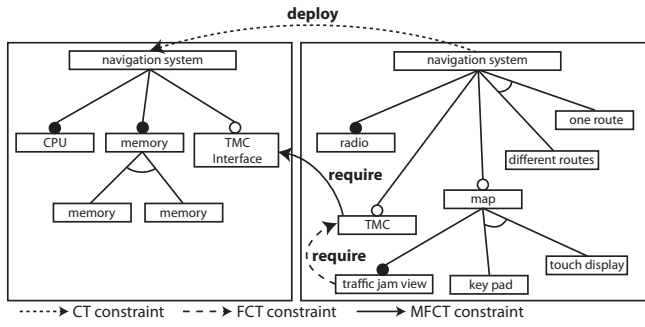 deploy
navigation system
navigation system
one route
CPU
memory
TMC
Interface
radio
different routes
require
map
memory
memory
TMC
require
touch display
traffic jam view
key pad
CT constraint
FCT constraint
MFCT constraint